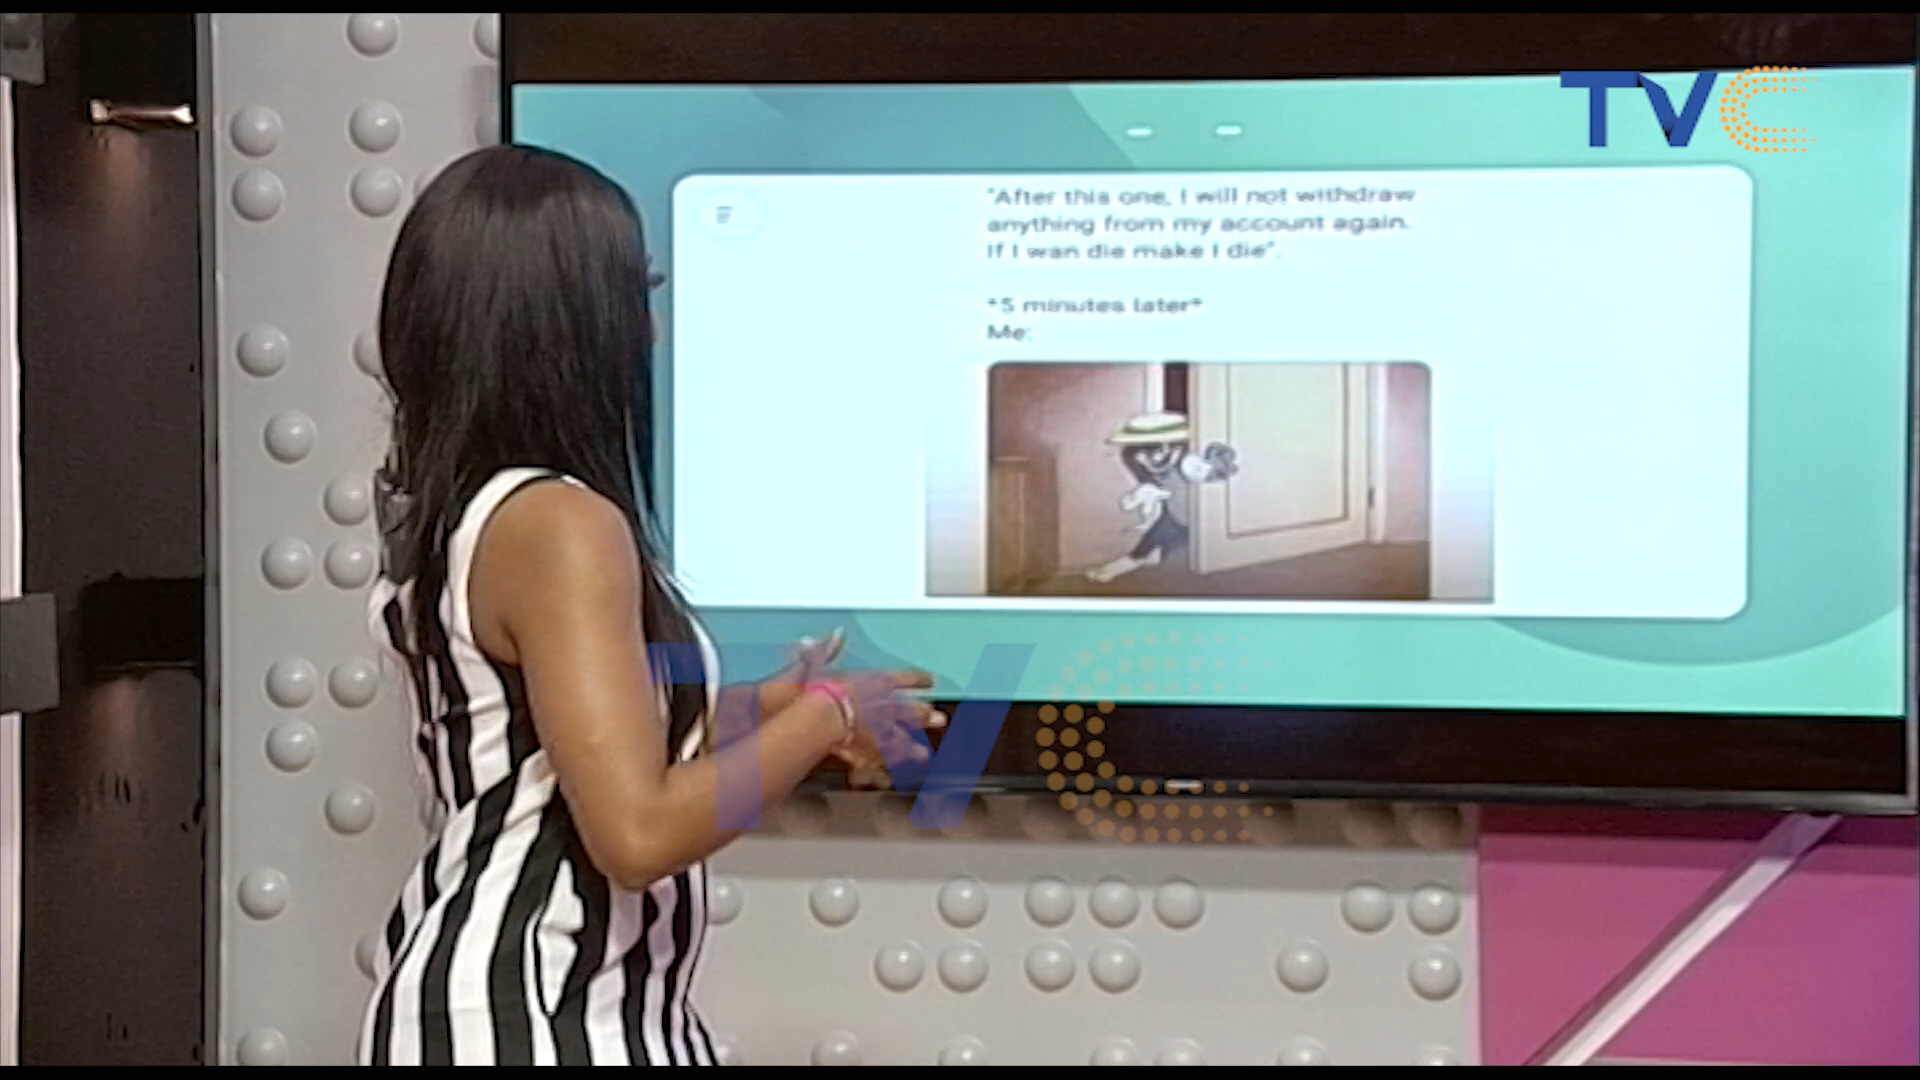 TVC
"After this one, I will not withdraw
anything from my account again.
If I wan die make I die".
*5 minutes later*
Me:
TVC